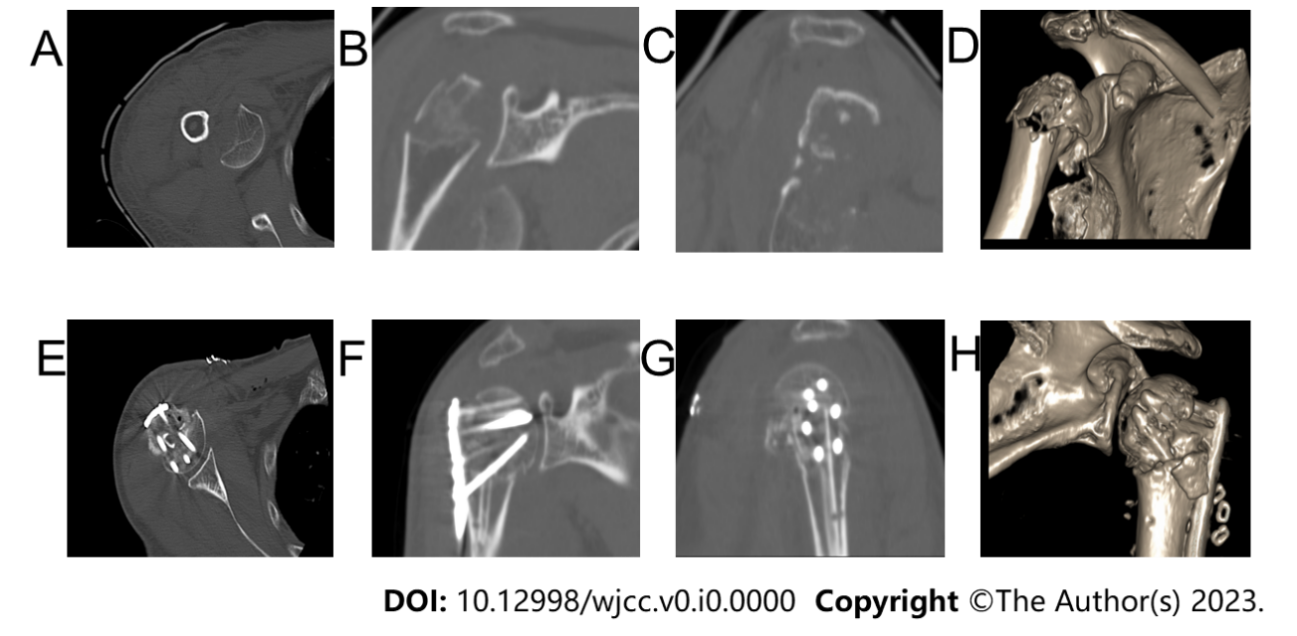 A B C D
E F G H
DOI: 10.12998/wjcc.v0.i0.0000 Copyright ©The Author(s) 2023.